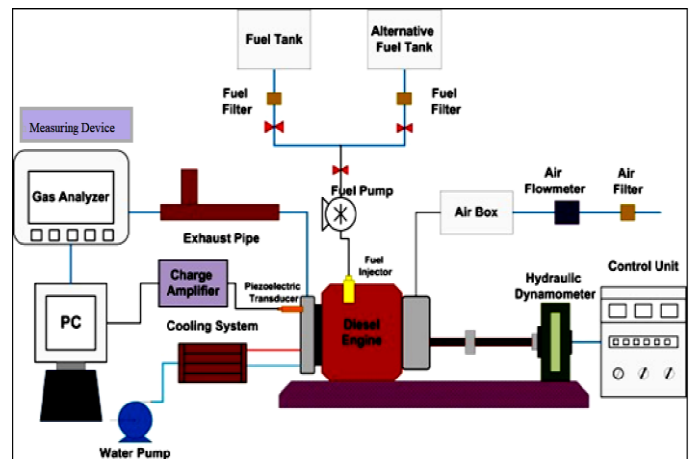 Fuel Tank
Alternative
Fuel Tank
Fuel
Filter
Fuel
Filter
Measuring Device
Gas Analyzer
Exhaust Pipe
Fuel Pump
Air Box
Air
Flowmeter
Air
Filter
Charge
Amplifier
Piezoelectric
Transducer
Fuel
Injector
Diesel
Engine
Hydraulic
Dynamometer
Control Unit
PC
Cooling System
Water Pump